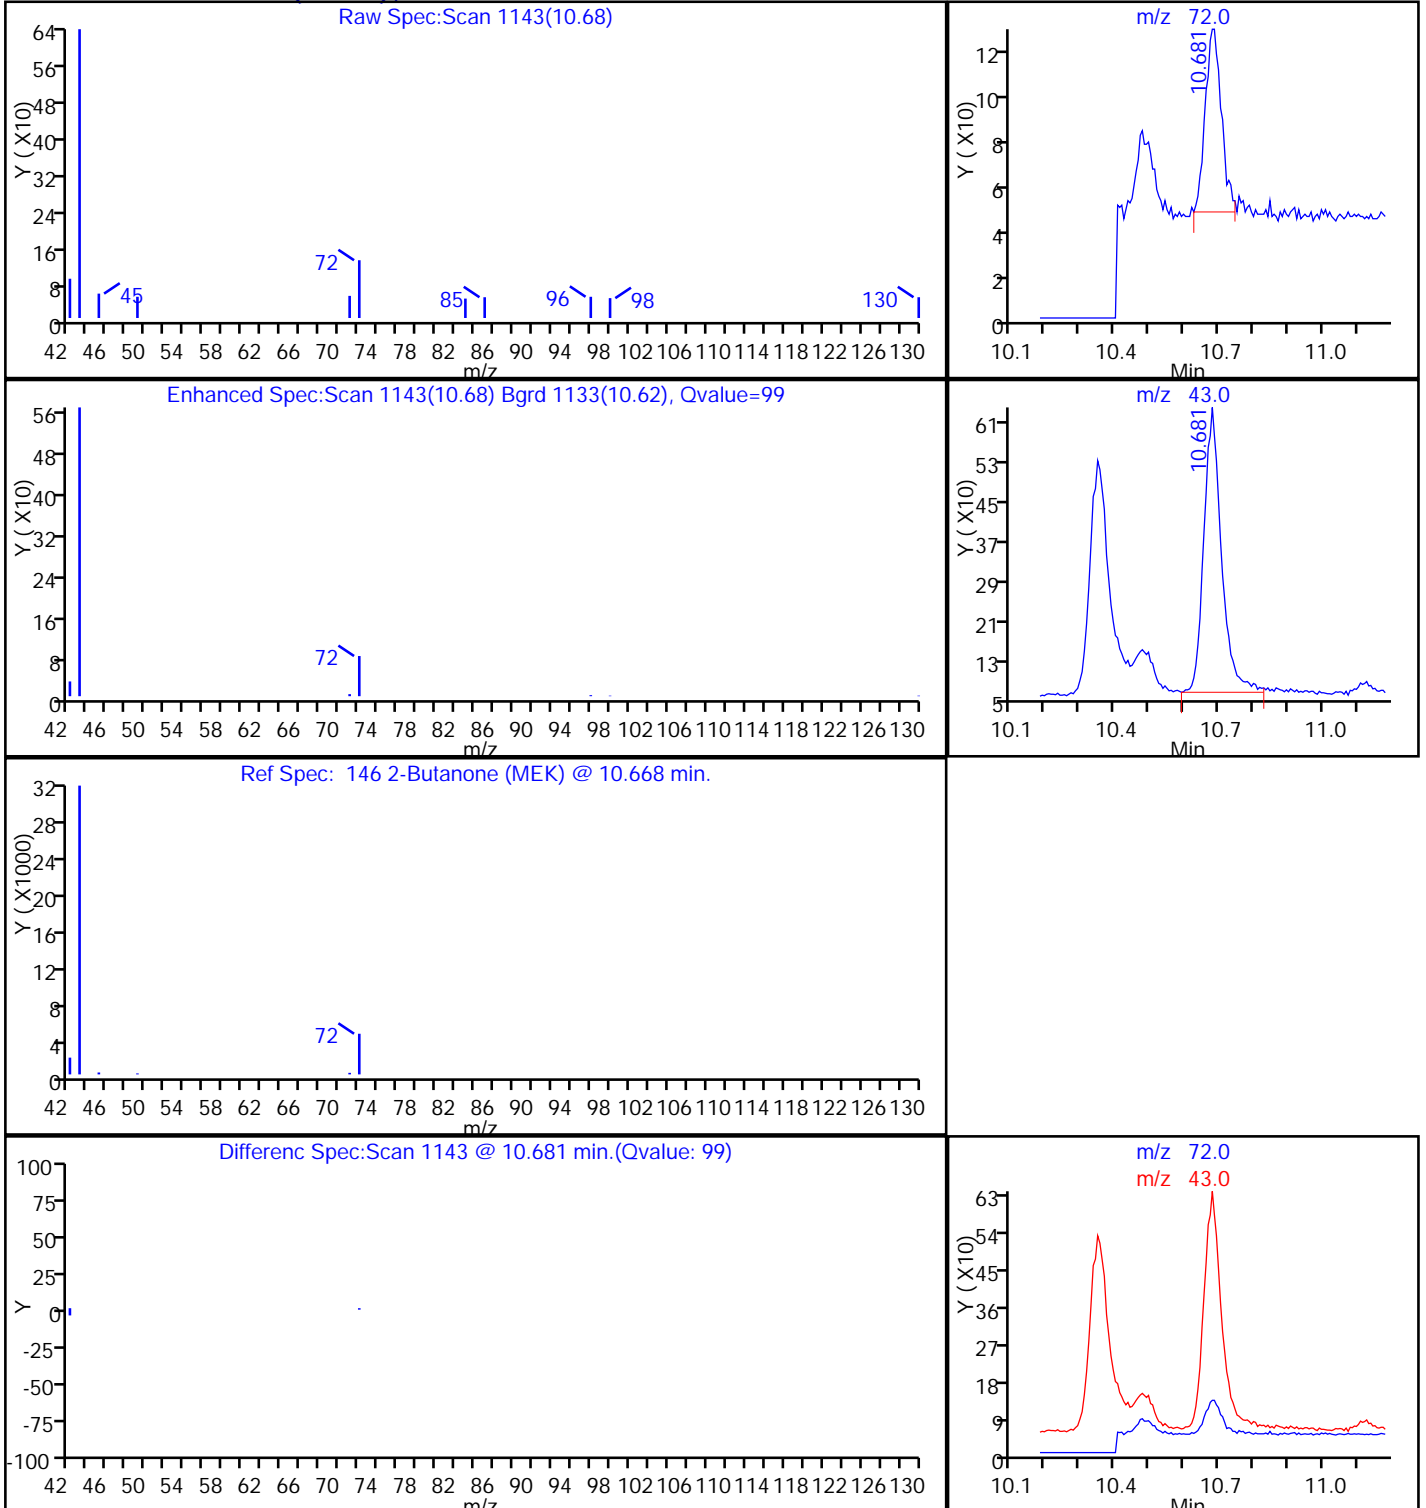 Raw Spec:Scan 1143(10.68)
64
56
48
40
32
24
16
8
0
Y ( X10)
72
45
85
96
98
130
42 46 50 54 58 62 66 70 74 78 82 86 90 94 98 102 106 110 114 118 122 126 130
m/z
m/z 72.0
10.681
12
10
8
6
4
2
0
Y ( X10)
10.1 10.4 10.7 11.0
Min
Enhanced Spec:Scan 1143(10.68) Bgrd 1133(10.62), Qvalue=99
56
48
40
32
24
16
8
0
Y ( X10)
72
42 46 50 54 58 62 66 70 74 78 82 86 90 94 98 102 106 110 114 118 122 126 130
m/z
m/z 43.0
10.681
61
53
45
37
29
21
13
5
Y ( X10)
10.1 10.4 10.7 11.0
Min
Ref Spec: 146 2-Butanone (MEK) @ 10.668 min.
32
28
24
20
16
12
8
4
0
Y ( X1000)
72
42 46 50 54 58 62 66 70 74 78 82 86 90 94 98 102 106 110 114 118 122 126 130
m/z
Differenc Spec:Scan 1143 @ 10.681 min.(Qvalue: 99)
100
75
50
25
0
-25
-50
-75
-100
Y
42 46 50 54 58 62 66 70 74 78 82 86 90 94 98 102 106 110 114 118 122 126 130
m/z
m/z 72.0
m/z 43.0
63
54
45
36
27
18
9
0
Y ( X10)
10.1 10.4 10.7 11.0
Min